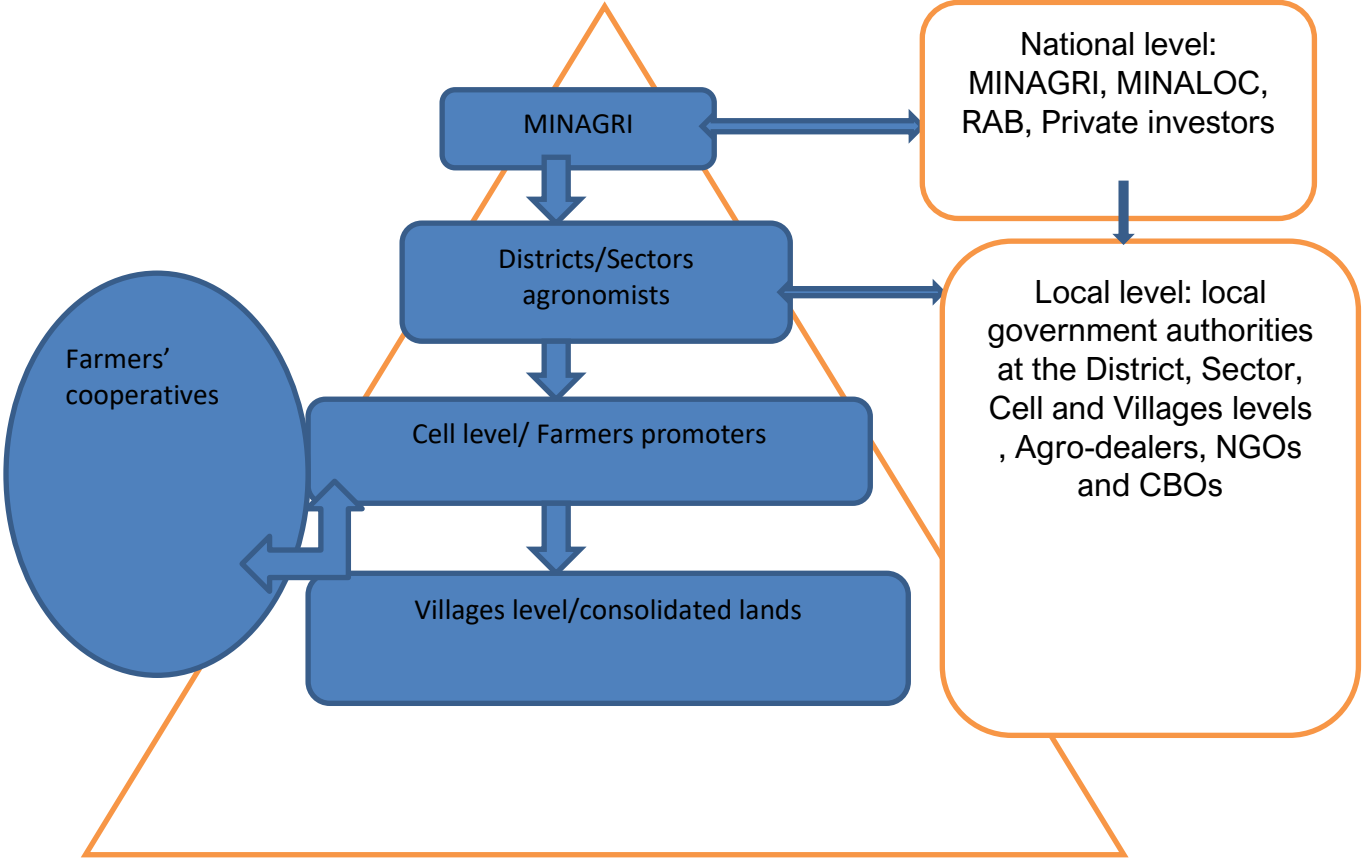 MINAGRI
Districts/Sectors
agronomists
Farmers’
cooperatives
Cell level/ Farmers promoters
Villages level/consolidated lands
National level:
MINAGRI, MINALOC,
RAB, Private investors
Local level: local
government authorities
at the District, Sector,
Cell and Villages levels
, Agro-dealers, NGOs
and CBOs